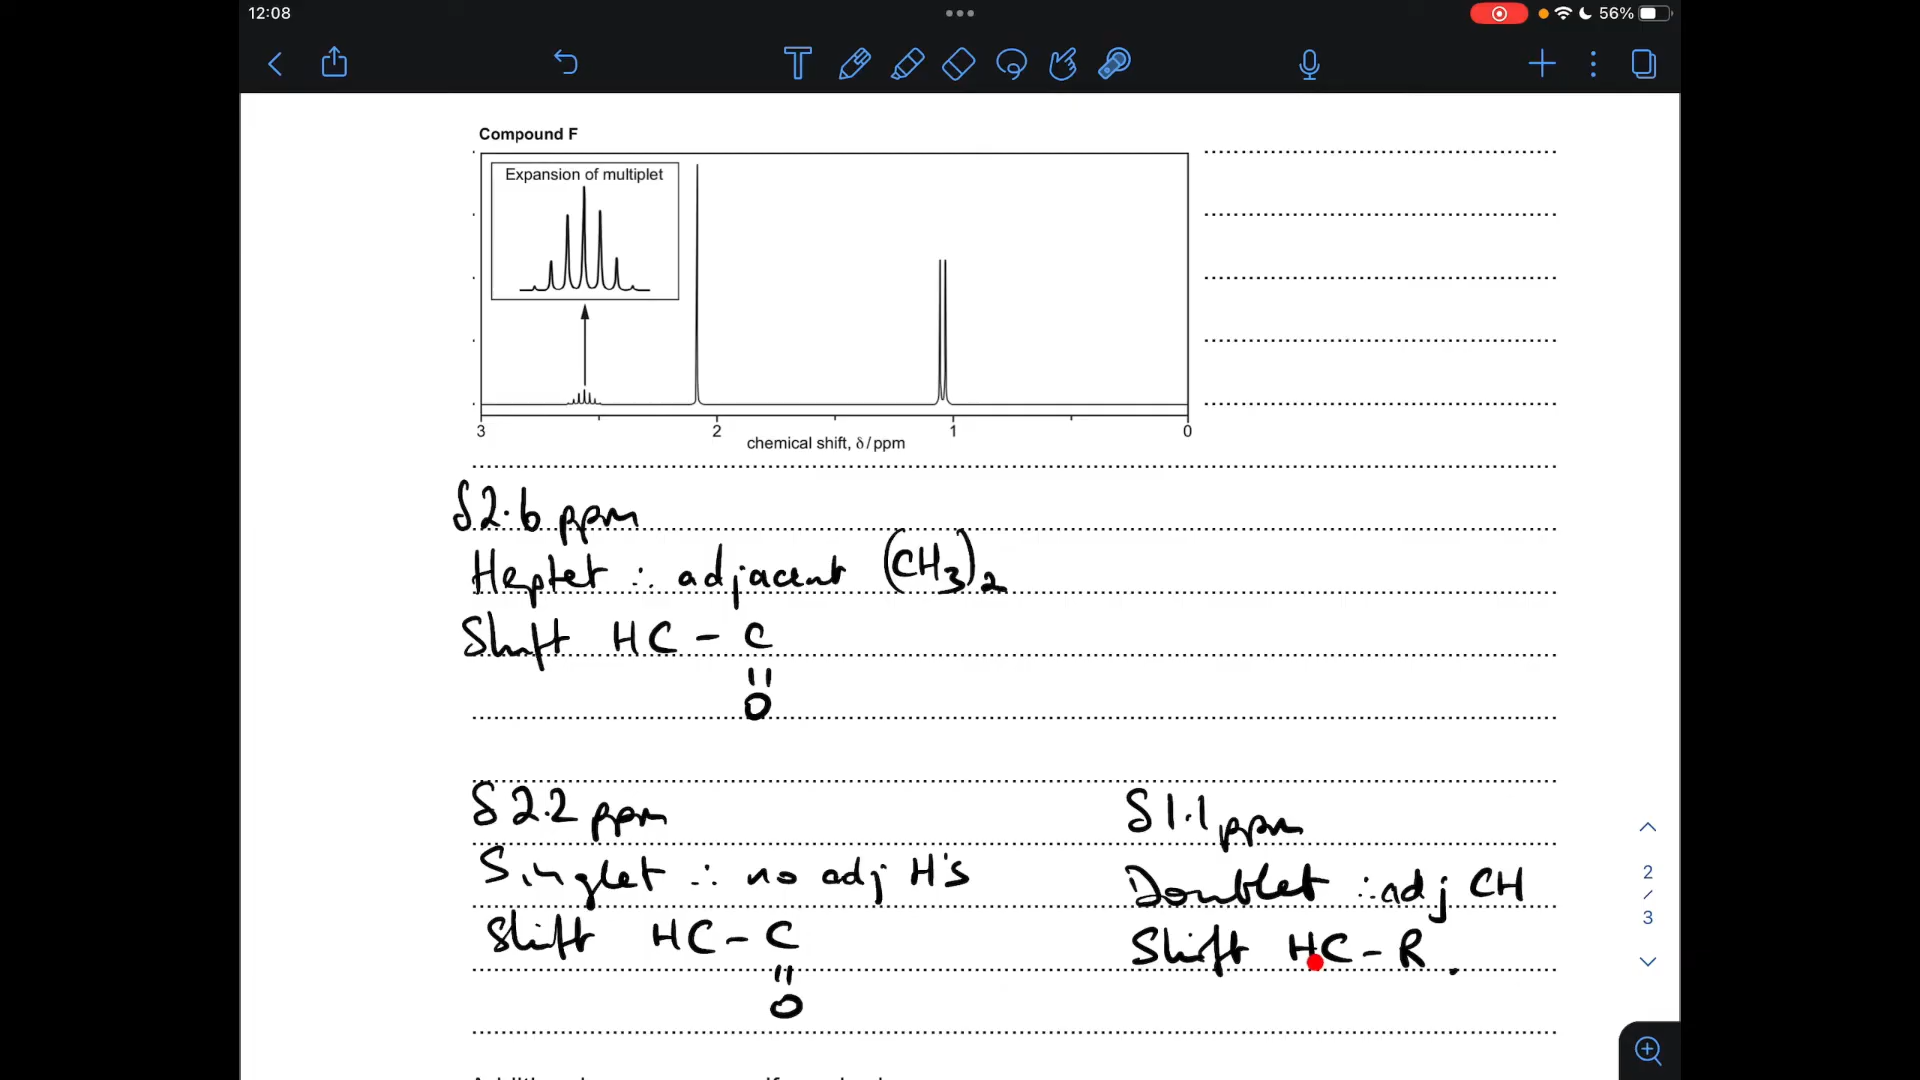 12:08
56%
Compound F
Expansion of multiplet
3 2 1 0
chemical shift, δ/ppm
δ2.6 ppm
Heptet ∴ adjacent (CH₃)₂
Shift HC – C
=
O
δ 2.2 ppm
Singlet ∴ no adj H's
Shift HC – C
=
O
δ 1.1 ppm
Doublet ∴ adj CH
Shift HC – R.
2
/
3